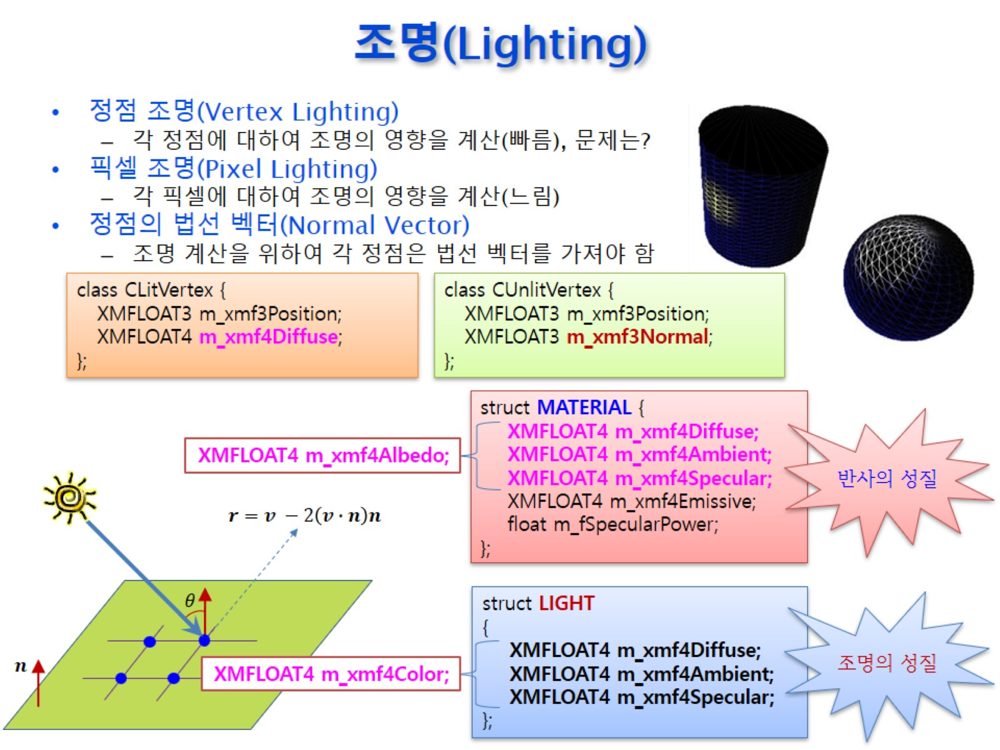 조명(Lighting)
• 정점 조명(Vertex Lighting)
– 각 정점에 대하여 조명의 영향을 계산(빠름), 문제는?
• 픽셀 조명(Pixel Lighting)
– 각 픽셀에 대하여 조명의 영향을 계산(느림)
• 정점의 법선 벡터(Normal Vector)
– 조명 계산을 위하여 각 정점은 법선 벡터를 가져야 함
class CLitVertex {
XMFLOAT3 m_xmf3Position;
XMFLOAT4 m_xmf4Diffuse;
};
class CUnlitVertex {
XMFLOAT3 m_xmf3Position;
XMFLOAT3 m_xmf3Normal;
};
struct MATERIAL {
XMFLOAT4 m_xmf4Diffuse;
XMFLOAT4 m_xmf4Ambient;
XMFLOAT4 m_xmf4Specular;
XMFLOAT4 m_xmf4Emissive;
float m_fSpecularPower;
};
XMFLOAT4 m_xmf4Albedo;
반사의 성질
r = v − 2(v · n)n
θ
n
struct LIGHT
{
XMFLOAT4 m_xmf4Diffuse;
XMFLOAT4 m_xmf4Ambient;
XMFLOAT4 m_xmf4Specular;
};
XMFLOAT4 m_xmf4Color;
조명의 성질